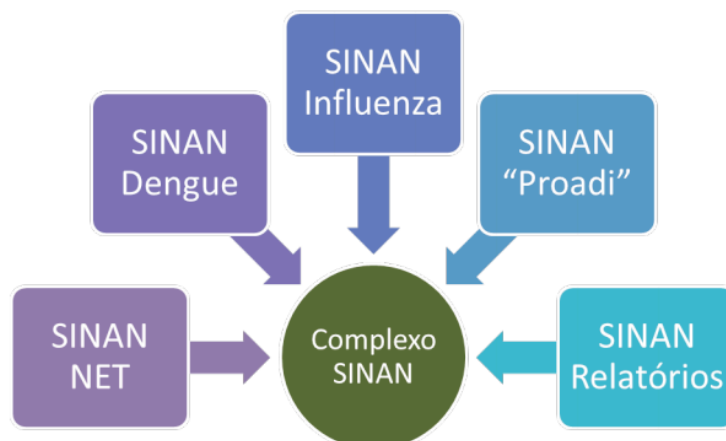 SINAN
Influenza
SINAN
Dengue
SINAN
“Proadi”
SINAN
NET
Complexo
SINAN
SINAN
Relatórios